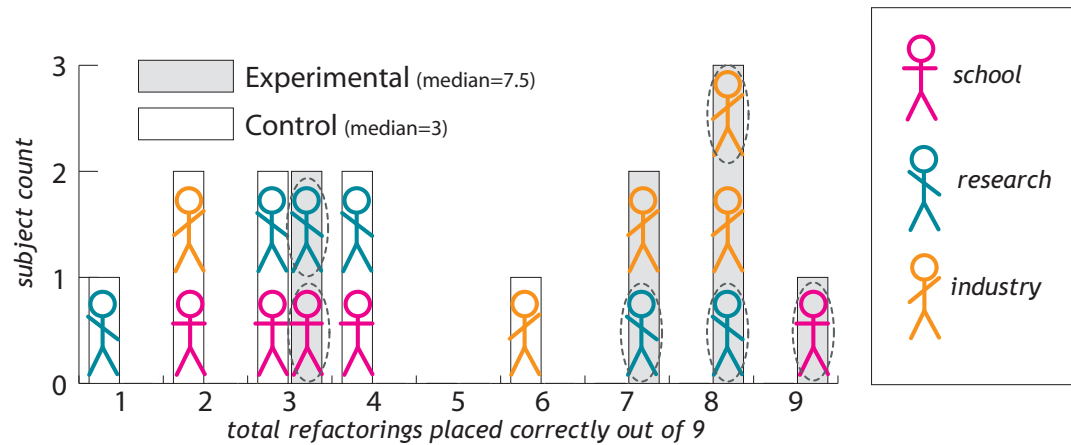 Experimental (median=7.5)
Control (median=3)
subject count
3
2
1
0
1 2 3 4 5 6 7 8 9
total refactorings placed correctly out of 9
school
research
industry